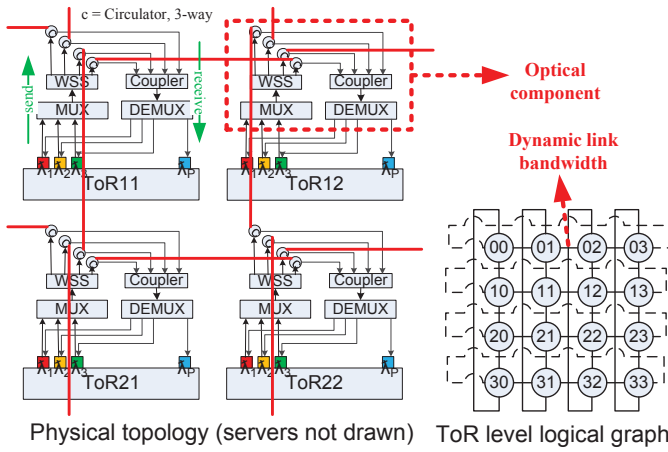 c = Circulator, 3-way
send
WSS
Coupler
receive
MUX
DEMUX
λ1 λ2 λ3 λP
ToR11
WSS
Coupler
MUX
DEMUX
λ1 λ2 λ3 λP
ToR12
Optical
component
Dynamic link
bandwidth
WSS
Coupler
MUX
DEMUX
λ1 λ2 λ3 λP
ToR21
WSS
Coupler
MUX
DEMUX
λ1 λ2 λ3 λP
ToR22
00 01 02 03
10 11 12 13
20 21 22 23
30 31 32 33
Physical topology (servers not drawn)
ToR level logical graph